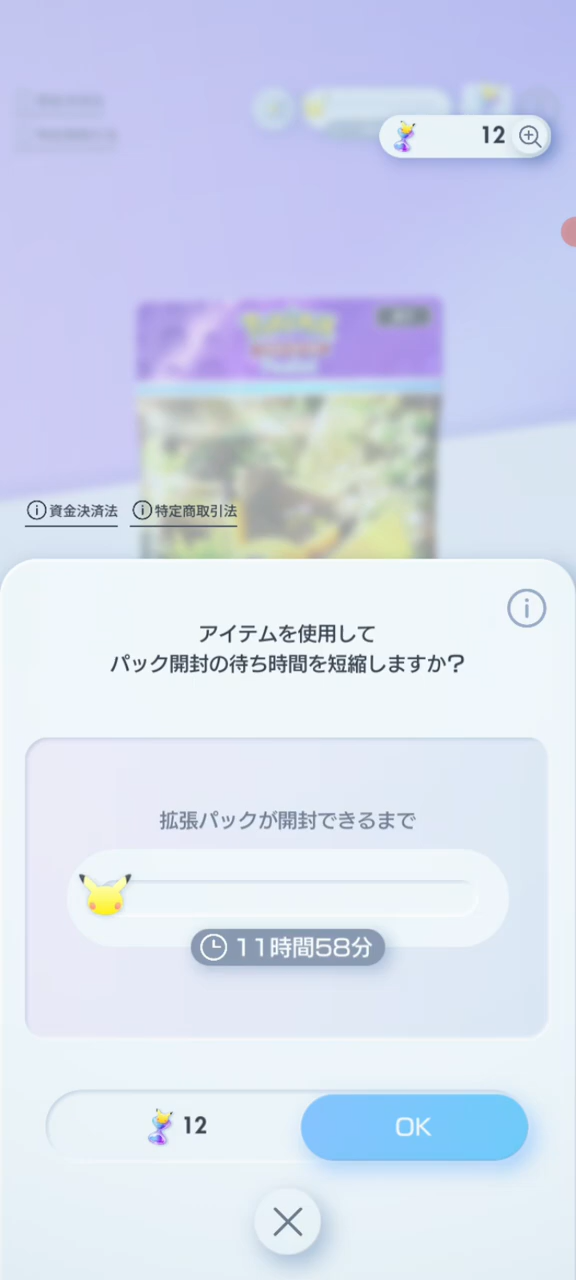 12
資金決済法 特定商取引法
アイテムを使用して
パック開封の待ち時間を短縮しますか?
拡張パックが開封できるまで
11時間58分
12 OK